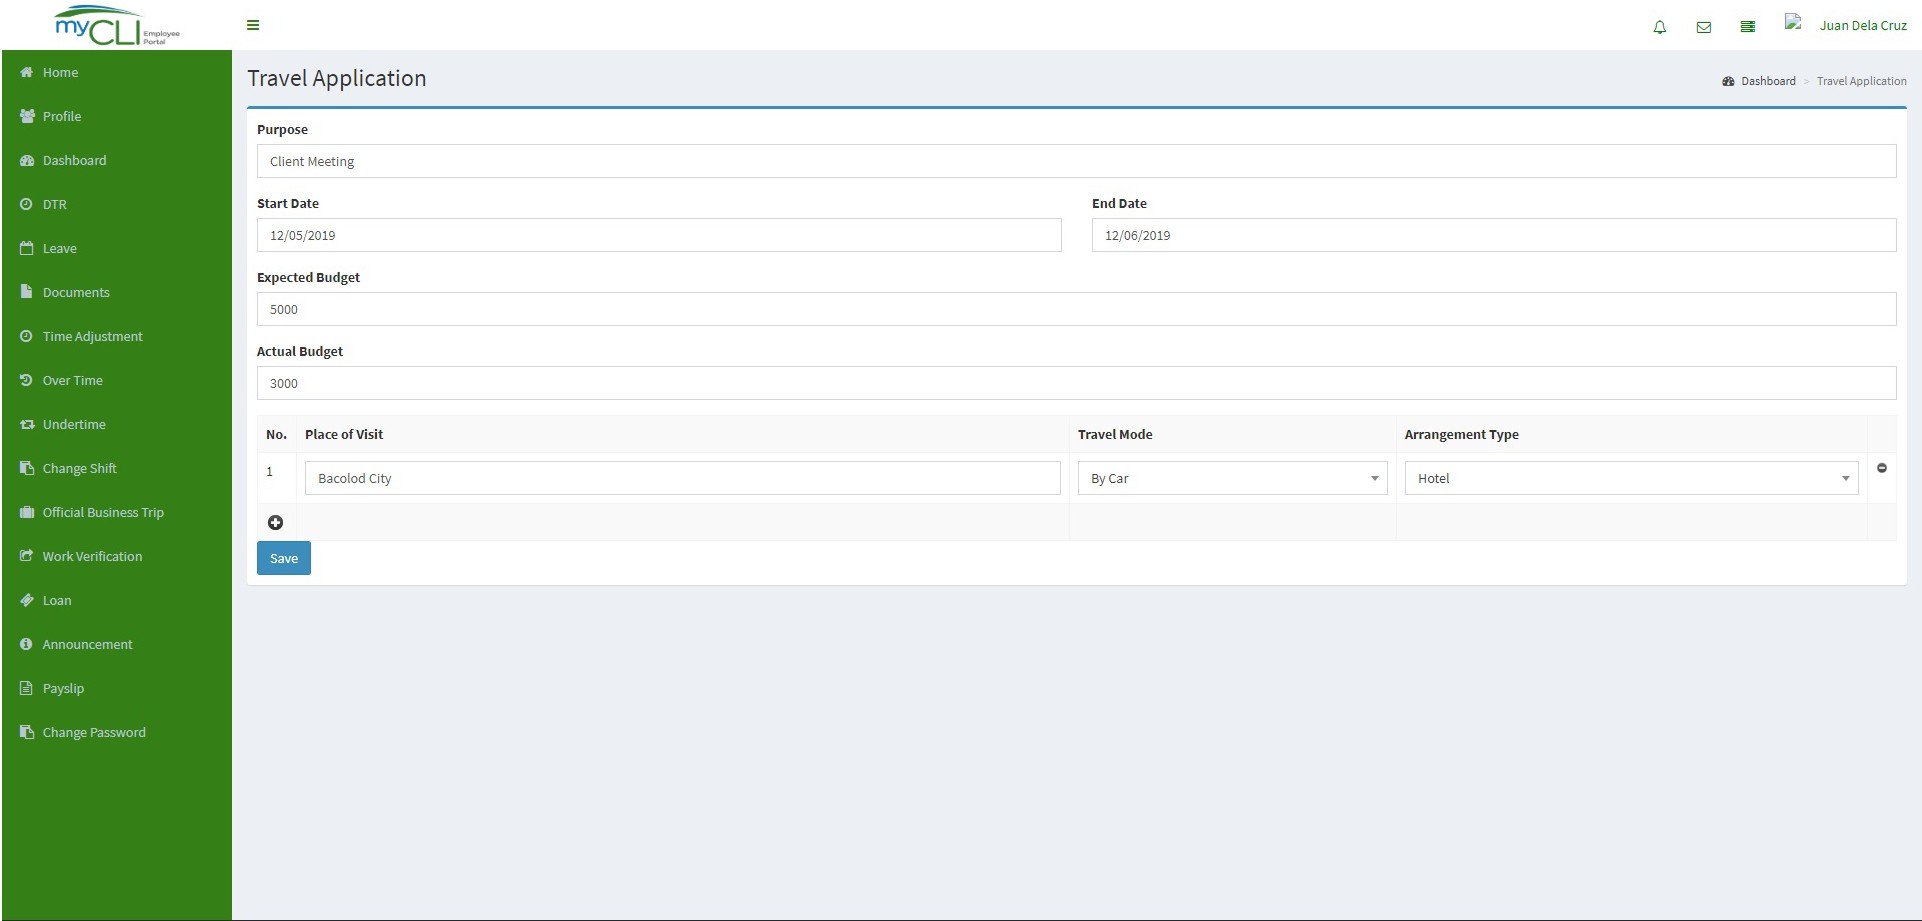 myCLI Employee Portal
Juan Dela Cruz
Home
Profile
Dashboard
DTR
Leave
Documents
Time Adjustment
Over Time
Undertime
Change Shift
Official Business Trip
Work Verification
Loan
Announcement
Payslip
Change Password
Travel Application
Dashboard > Travel Application
Purpose
Client Meeting
Start Date End Date
12/05/2019 12/06/2019
Expected Budget
5000
Actual Budget
3000
No. Place of Visit Travel Mode Arrangement Type
1 Bacolod City By Car Hotel
Save